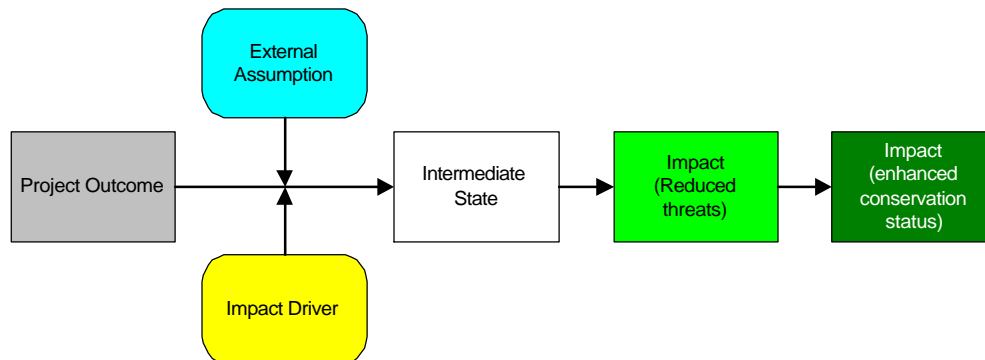 External
Assumption
Project Outcome
Intermediate
State
Impact
(Reduced
threats)
Impact
(enhanced
conservation
status)
Impact Driver